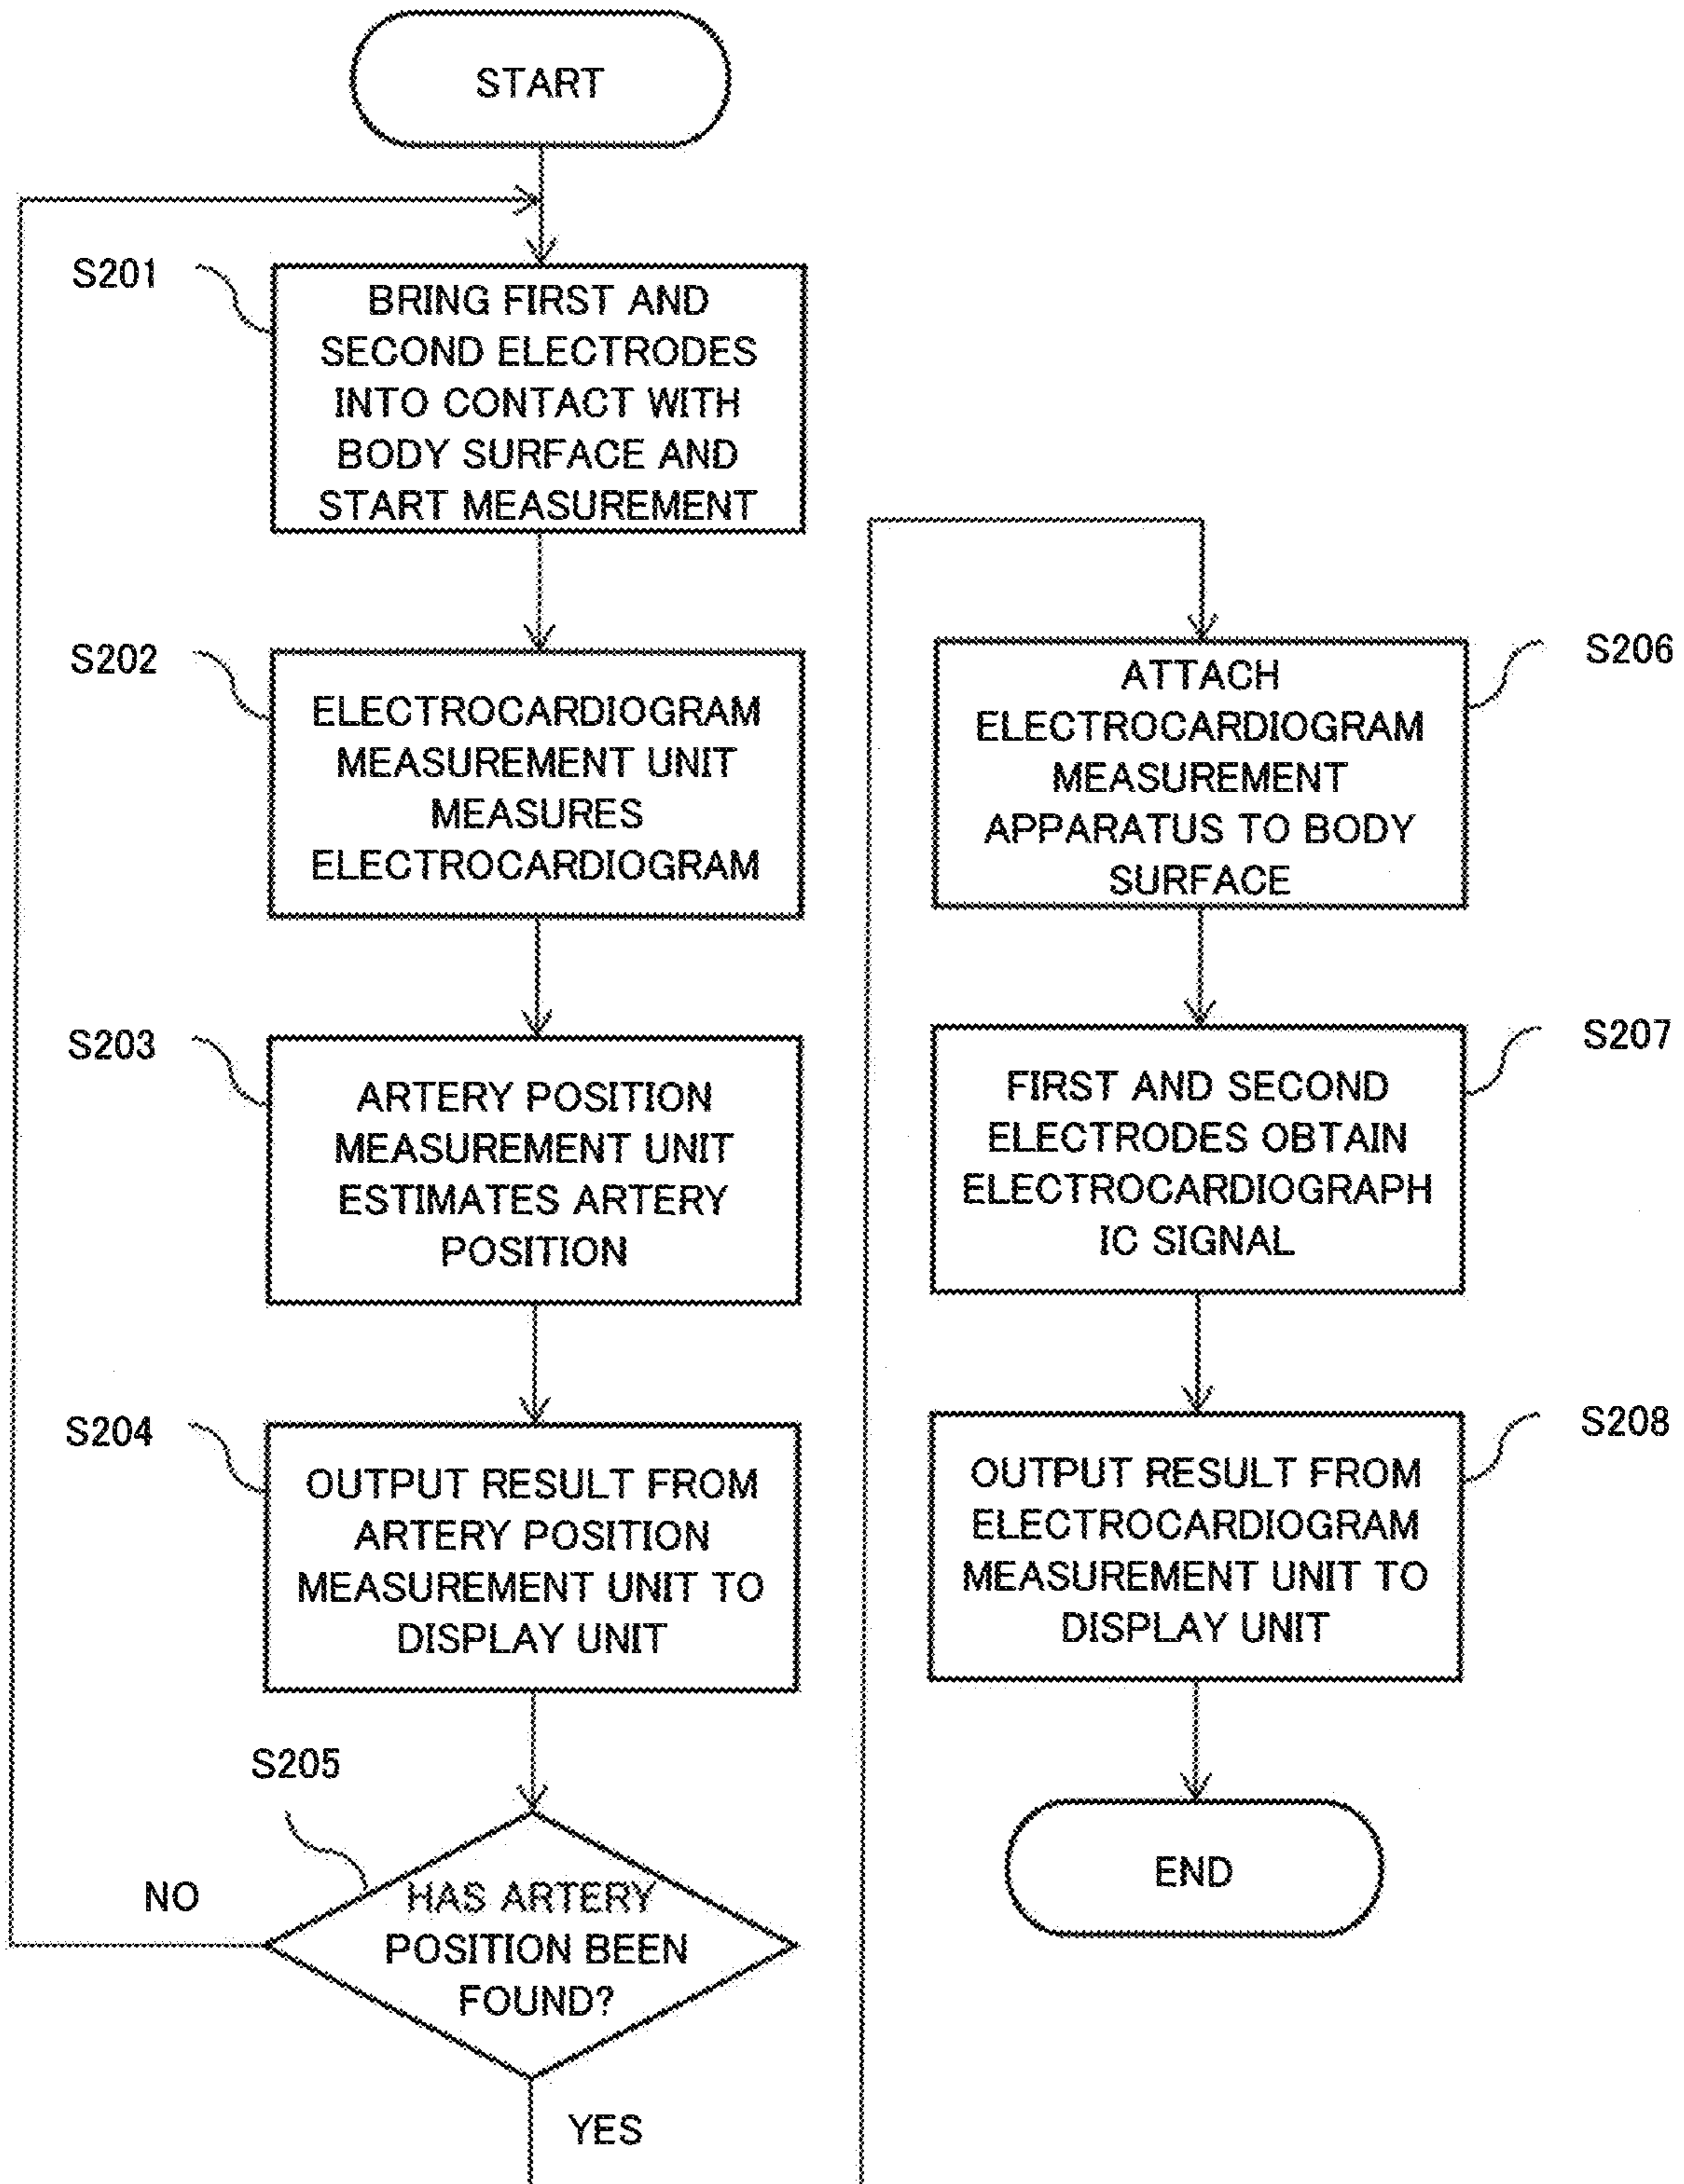 START
S201
BRING FIRST AND
SECOND ELECTRODES
INTO CONTACT WITH
BODY SURFACE AND
START MEASUREMENT
S202
ELECTROCARDIOGRAM
MEASUREMENT UNIT
MEASURES
ELECTROCARDIOGRAM
S203
ARTERY POSITION
MEASUREMENT UNIT
ESTIMATES ARTERY
POSITION
S204
OUTPUT RESULT FROM
ARTERY POSITION
MEASUREMENT UNIT TO
DISPLAY UNIT
S205
HAS ARTERY
POSITION BEEN
FOUND?
NO
YES
S206
ATTACH
ELECTROCARDIOGRAM
MEASUREMENT
APPARATUS TO BODY
SURFACE
S207
FIRST AND SECOND
ELECTRODES OBTAIN
ELECTROCARDIOGRAPH
IC SIGNAL
S208
OUTPUT RESULT FROM
ELECTROCARDIOGRAM
MEASUREMENT UNIT TO
DISPLAY UNIT
END